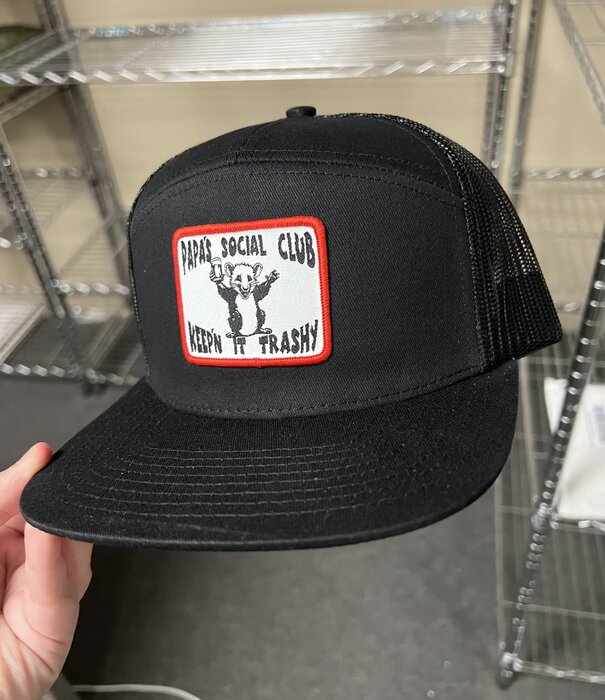 PAPA'S SOCIAL CLUB
KEEP'N IT TRASHY